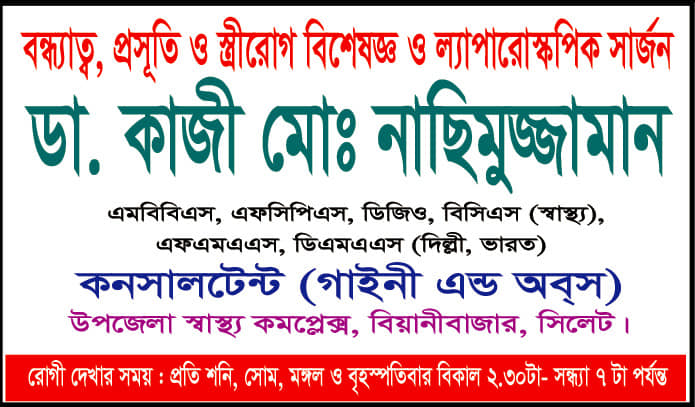 বন্ধ্যাত্ব, প্রসূতি ও স্ত্রীরোগ বিশেষজ্ঞ ও ল্যাপারোস্কপিক সার্জন
ডা. কাজী মোঃ নাছিমুজ্জামান
এমবিবিএস, এফসিপিএস, ডিজিও, বিসিএস (স্বাস্থ্য),
এফএমএএস, ডিএমএএস (দিল্লী, ভারত)
কনসালটেন্ট (গাইনী এন্ড অব্‌স)
উপজেলা স্বাস্থ্য কমপ্লেক্স, বিয়ানীবাজার, সিলেট।
রোগী দেখার সময় : প্রতি শনি, সোম, মঙ্গল ও বৃহস্পতিবার বিকাল ২.৩০টা- সন্ধ্যা ৭ টা পর্যন্ত